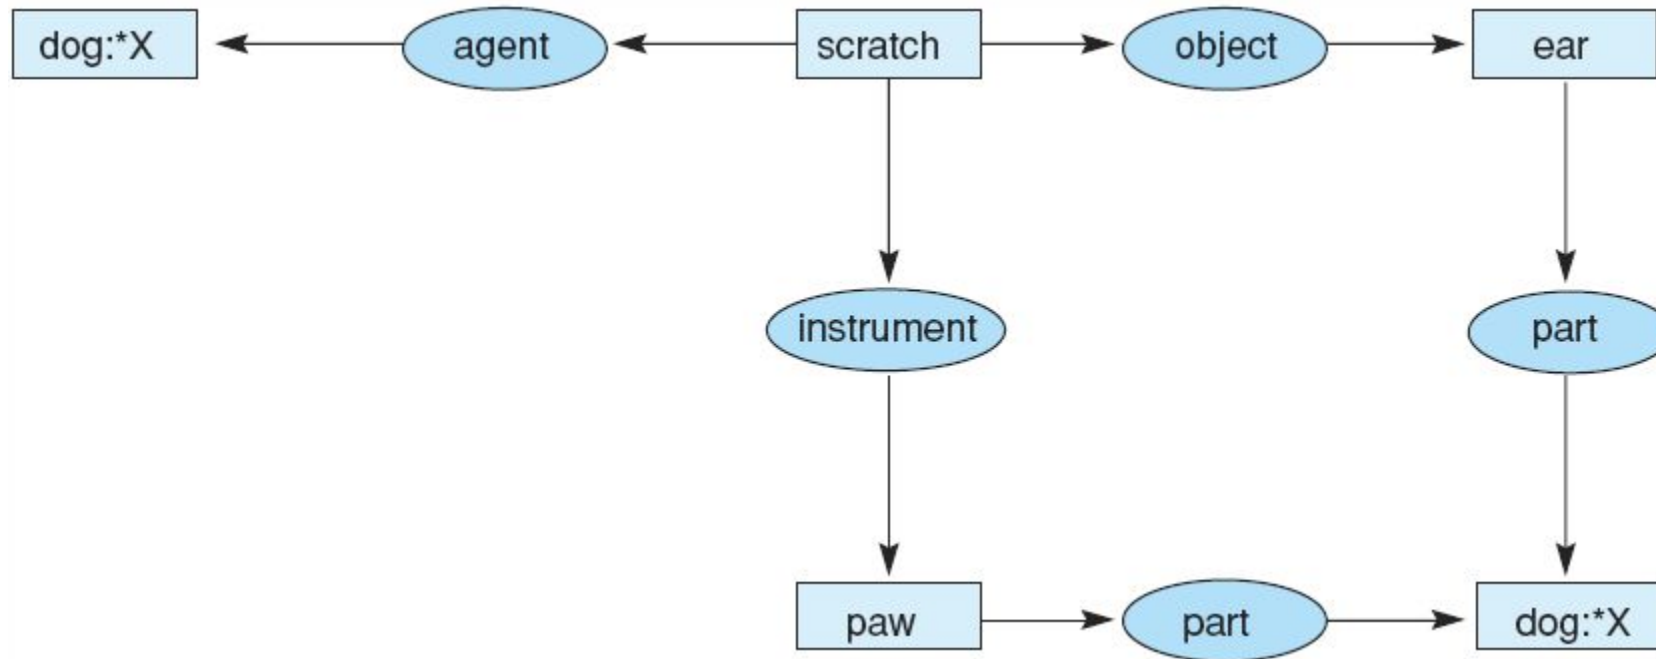 dog:*X
agent
scratch
object
ear
instrument
part
paw
part
dog:*X